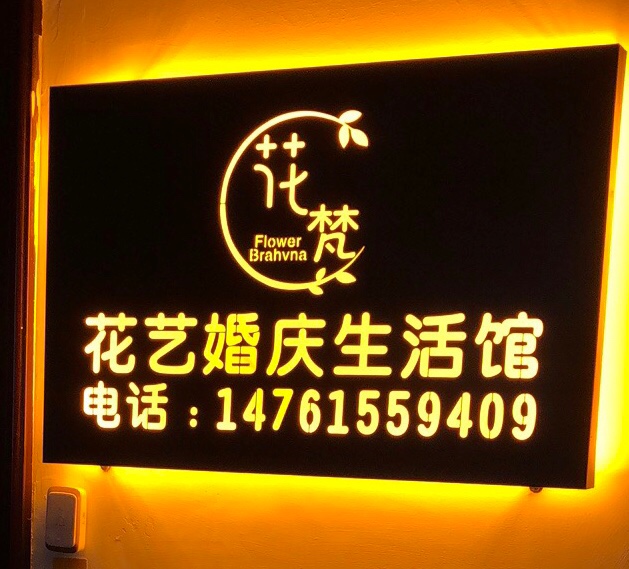 花
梵
Flower
Brahvna
花艺婚庆生活馆
电话：14761559409